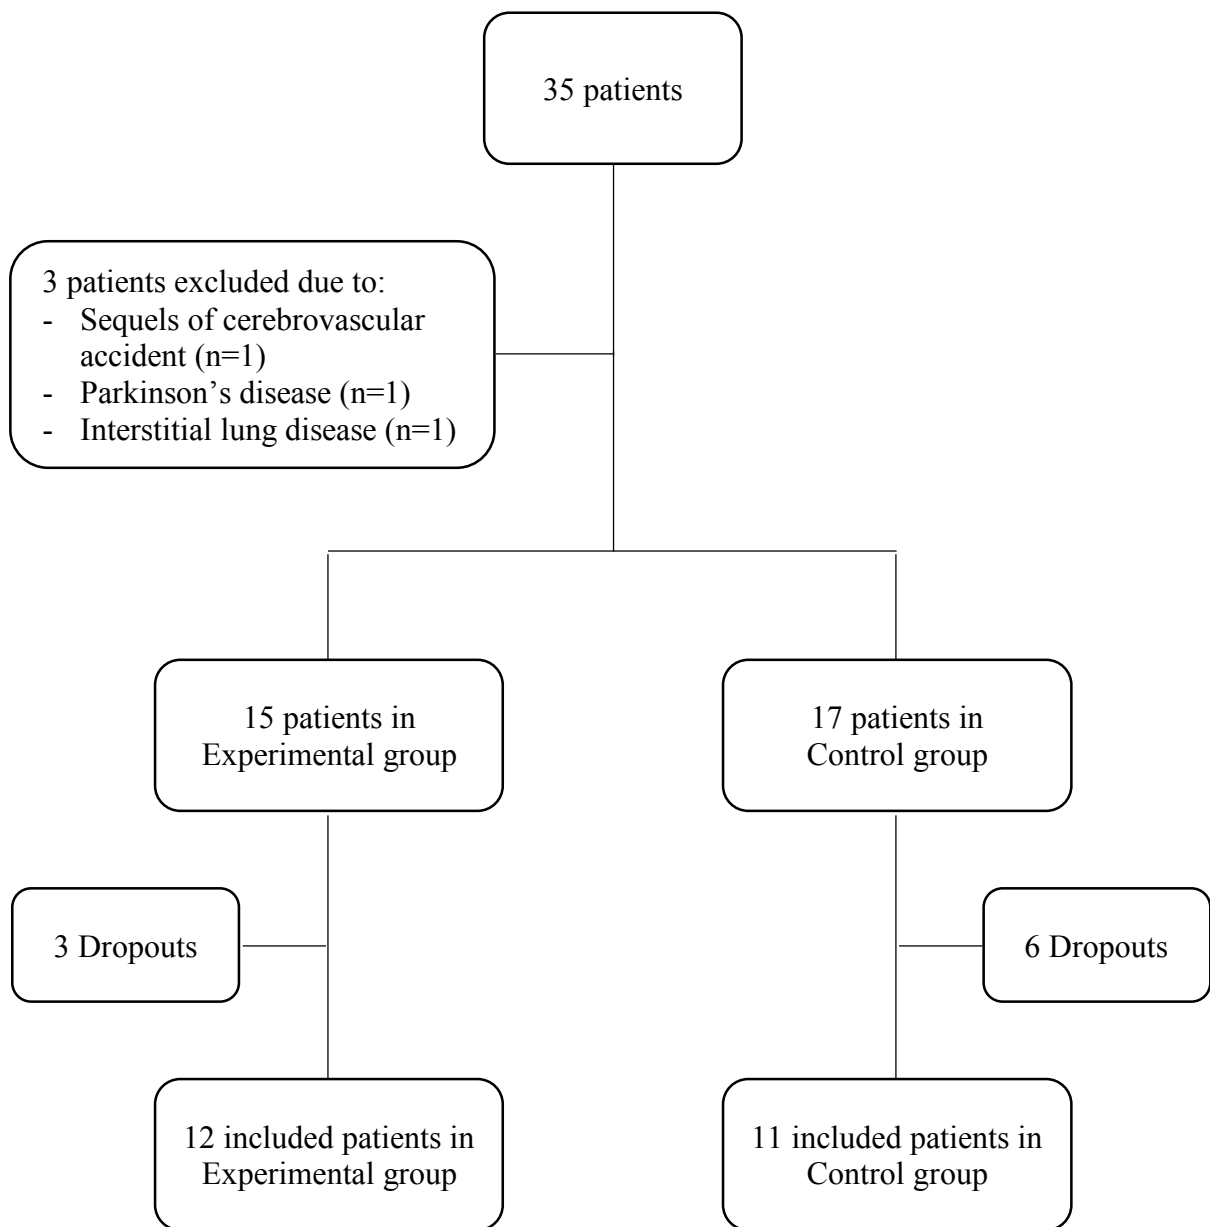 35 patients
3 patients excluded due to:
- Sequels of cerebrovascular
accident (n=1)
- Parkinson’s disease (n=1)
- Interstitial lung disease (n=1)
15 patients in
Experimental group
17 patients in
Control group
3 Dropouts
6 Dropouts
12 included patients in
Experimental group
11 included patients in
Control group